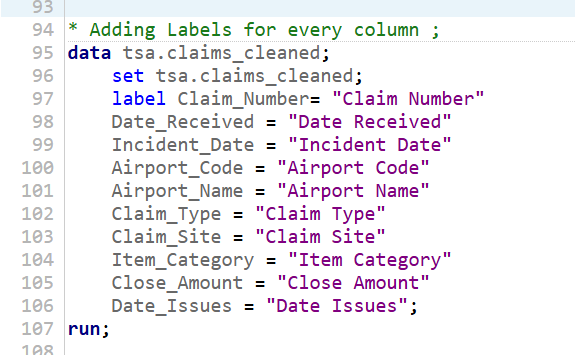 93
94 * Adding Labels for every column ;
95 data tsa.claims_cleaned;
96     set tsa.claims_cleaned;
97     label Claim_Number= "Claim Number"
98     Date_Received = "Date Received"
99     Incident_Date = "Incident Date"
100     Airport_Code = "Airport Code"
101     Airport_Name = "Airport Name"
102     Claim_Type = "Claim Type"
103     Claim_Site = "Claim Site"
104     Item_Category = "Item Category"
105     Close_Amount = "Close Amount"
106     Date_Issues = "Date Issues";
107 run;
108